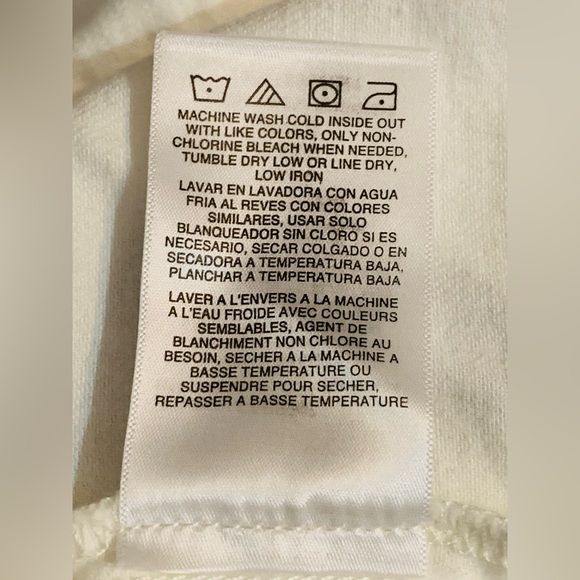 MACHINE WASH COLD INSIDE OUT
WITH LIKE COLORS, ONLY NON-
CHLORINE BLEACH WHEN NEEDED,
TUMBLE DRY LOW OR LINE DRY,
LOW IRON
LAVAR EN LAVADORA CON AGUA
FRIA AL REVES CON COLORES
SIMILARES, USAR SOLO
BLANQUEADOR SIN CLORO SI ES
NECESARIO, SECAR COLGADO O EN
SECADORA A TEMPERATURA BAJA,
PLANCHAR A TEMPERATURA BAJA
LAVER A L'ENVERS A LA MACHINE
A L'EAU FROIDE AVEC COULEURS
SEMBLABLES, AGENT DE
BLANCHIMENT NON CHLORE AU
BESOIN, SECHER A LA MACHINE A
BASSE TEMPERATURE OU
SUSPENDRE POUR SECHER,
REPASSER A BASSE TEMPERATURE